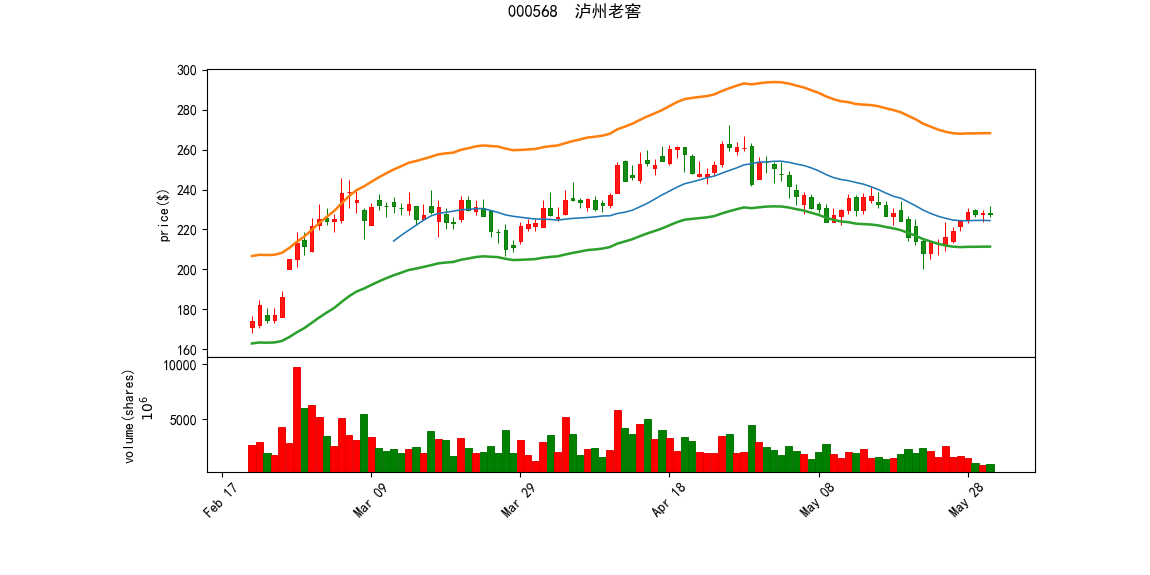 000568 泸州老窖
300
280
260
240
220
200
180
160
price($)
10000
5000
volume(shares)
10^6
Feb 17
Mar 09
Mar 29
Apr 18
May 08
May 28